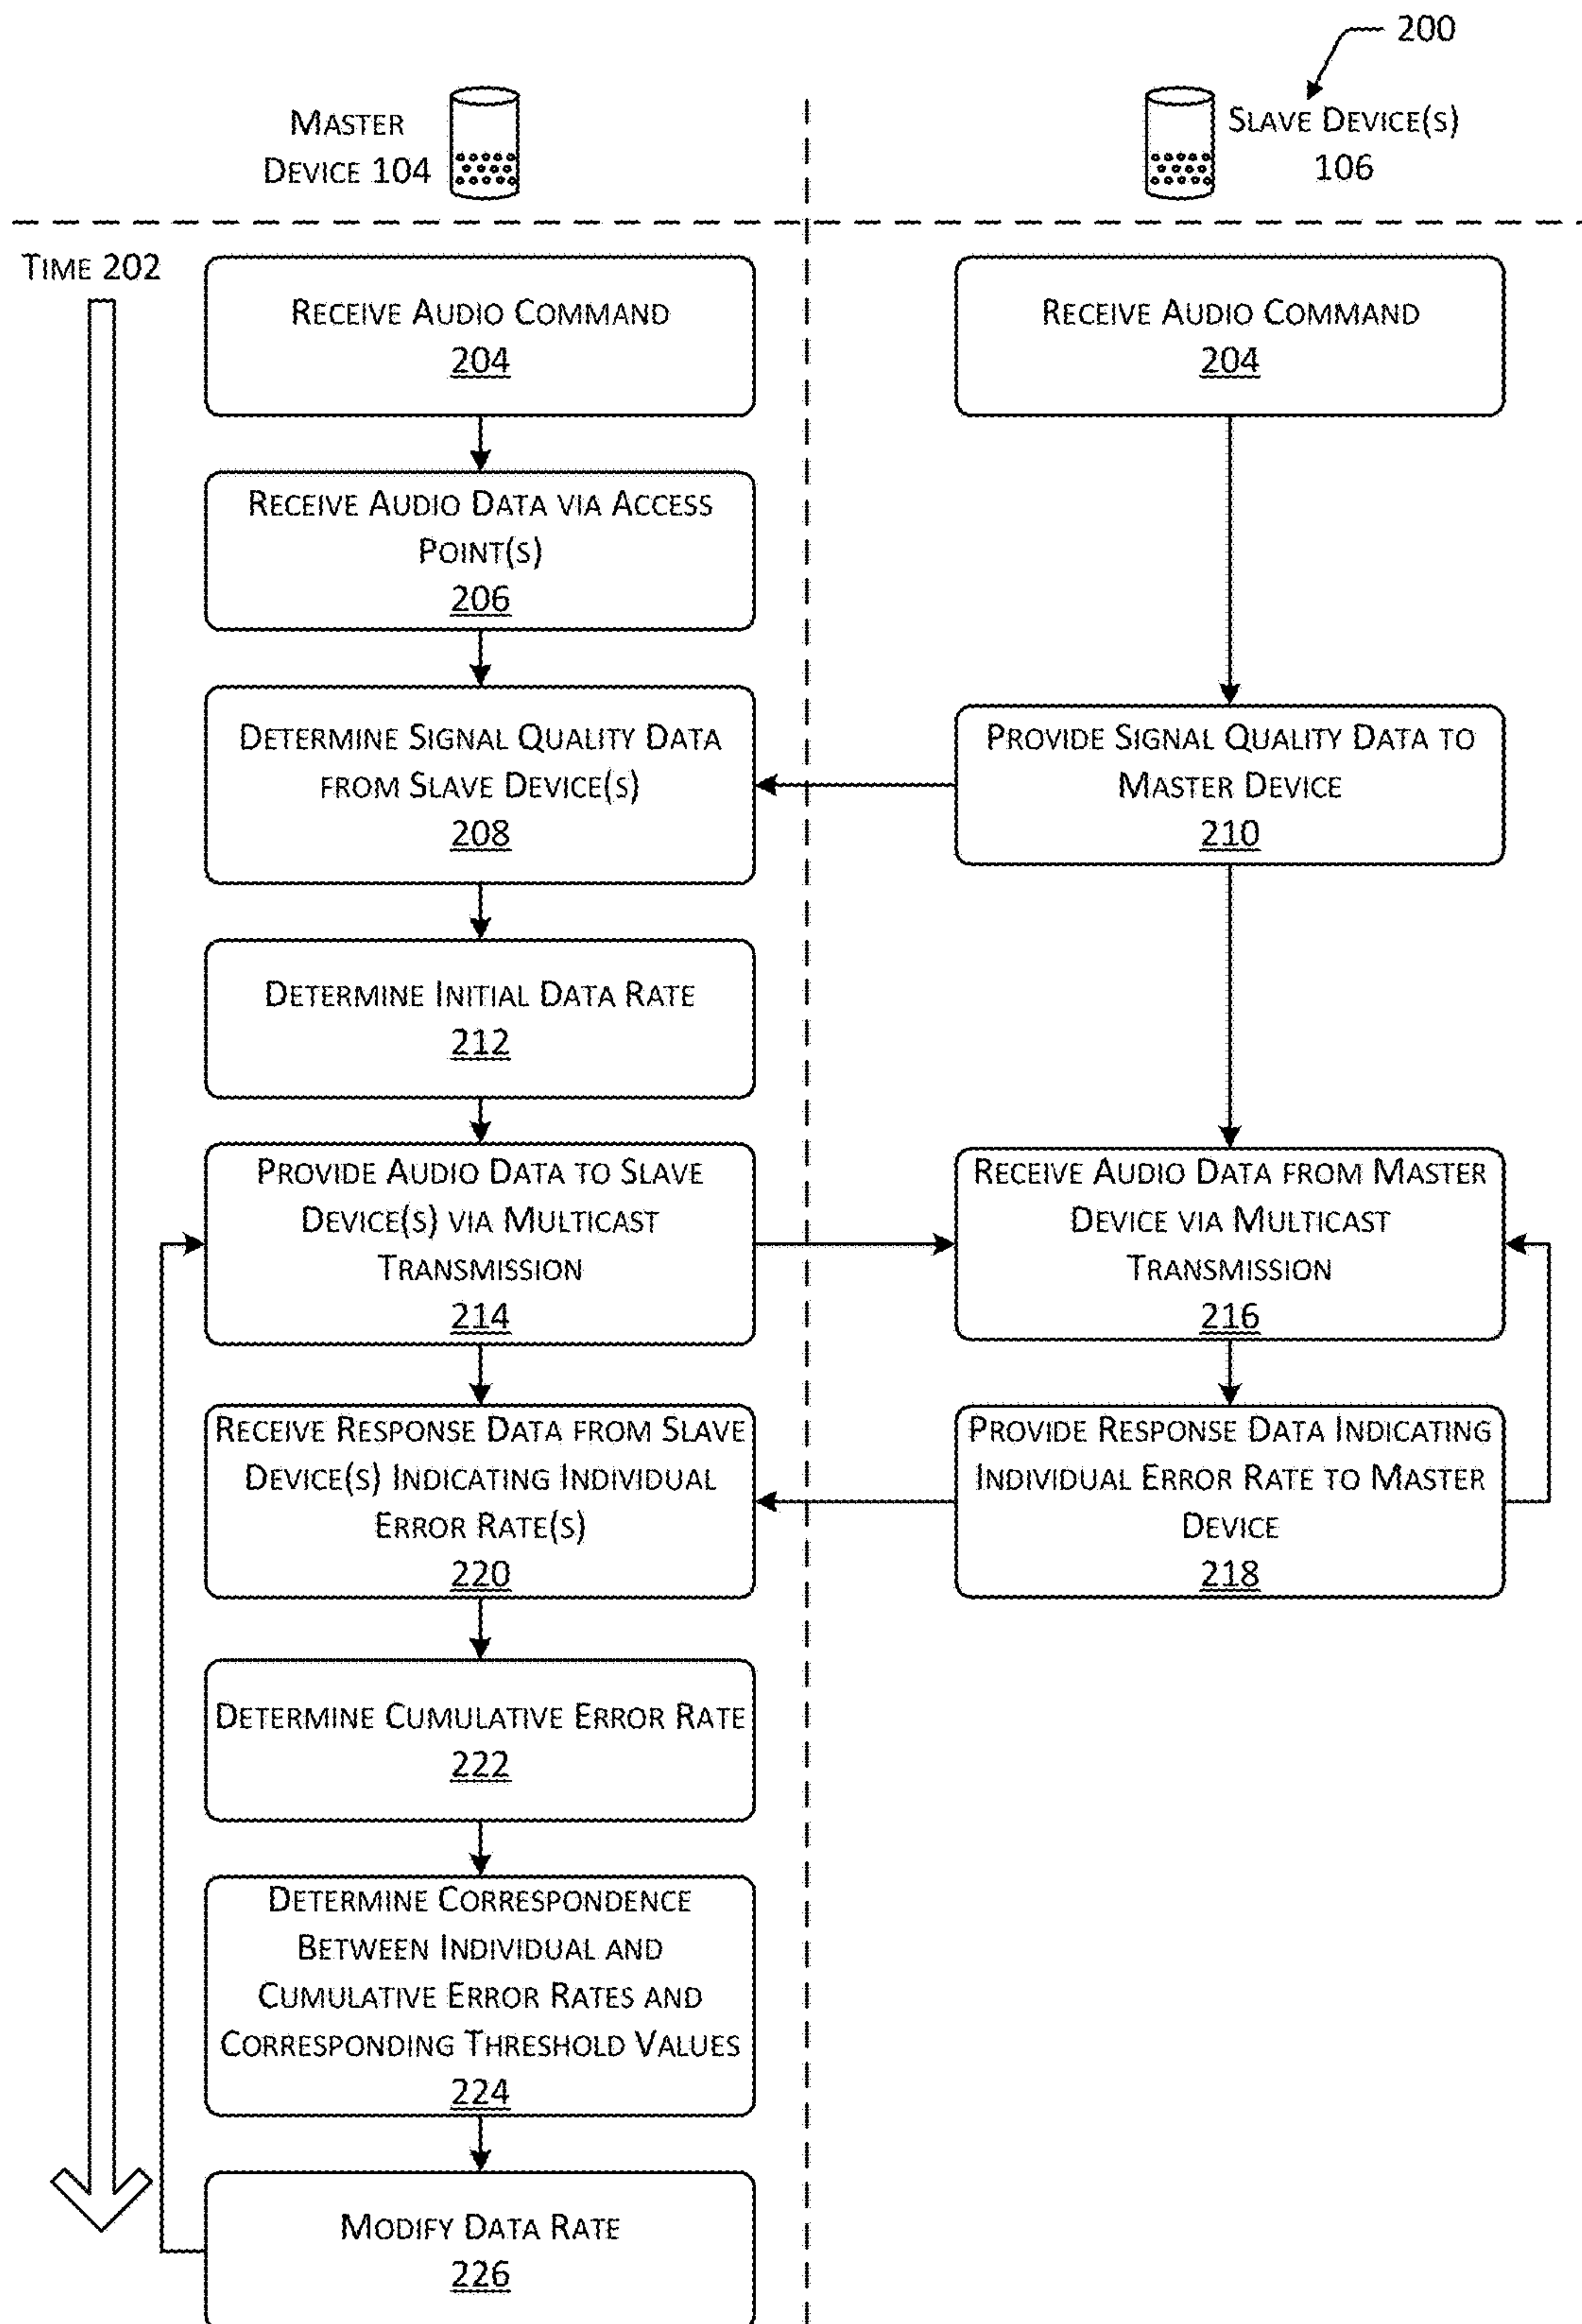 200
MASTER
DEVICE 104
SLAVE DEVICE(S)
106
TIME 202
RECEIVE AUDIO COMMAND
204
RECEIVE AUDIO COMMAND
204
RECEIVE AUDIO DATA VIA ACCESS
POINT(S)
206
DETERMINE SIGNAL QUALITY DATA
FROM SLAVE DEVICE(S)
208
PROVIDE SIGNAL QUALITY DATA TO
MASTER DEVICE
210
DETERMINE INITIAL DATA RATE
212
PROVIDE AUDIO DATA TO SLAVE
DEVICE(S) VIA MULTICAST
TRANSMISSION
214
RECEIVE AUDIO DATA FROM MASTER
DEVICE VIA MULTICAST
TRANSMISSION
216
RECEIVE RESPONSE DATA FROM SLAVE
DEVICE(S) INDICATING INDIVIDUAL
ERROR RATE(S)
220
PROVIDE RESPONSE DATA INDICATING
INDIVIDUAL ERROR RATE TO MASTER
DEVICE
218
DETERMINE CUMULATIVE ERROR RATE
222
DETERMINE CORRESPONDENCE
BETWEEN INDIVIDUAL AND
CUMULATIVE ERROR RATES AND
CORRESPONDING THRESHOLD VALUES
224
MODIFY DATA RATE
226